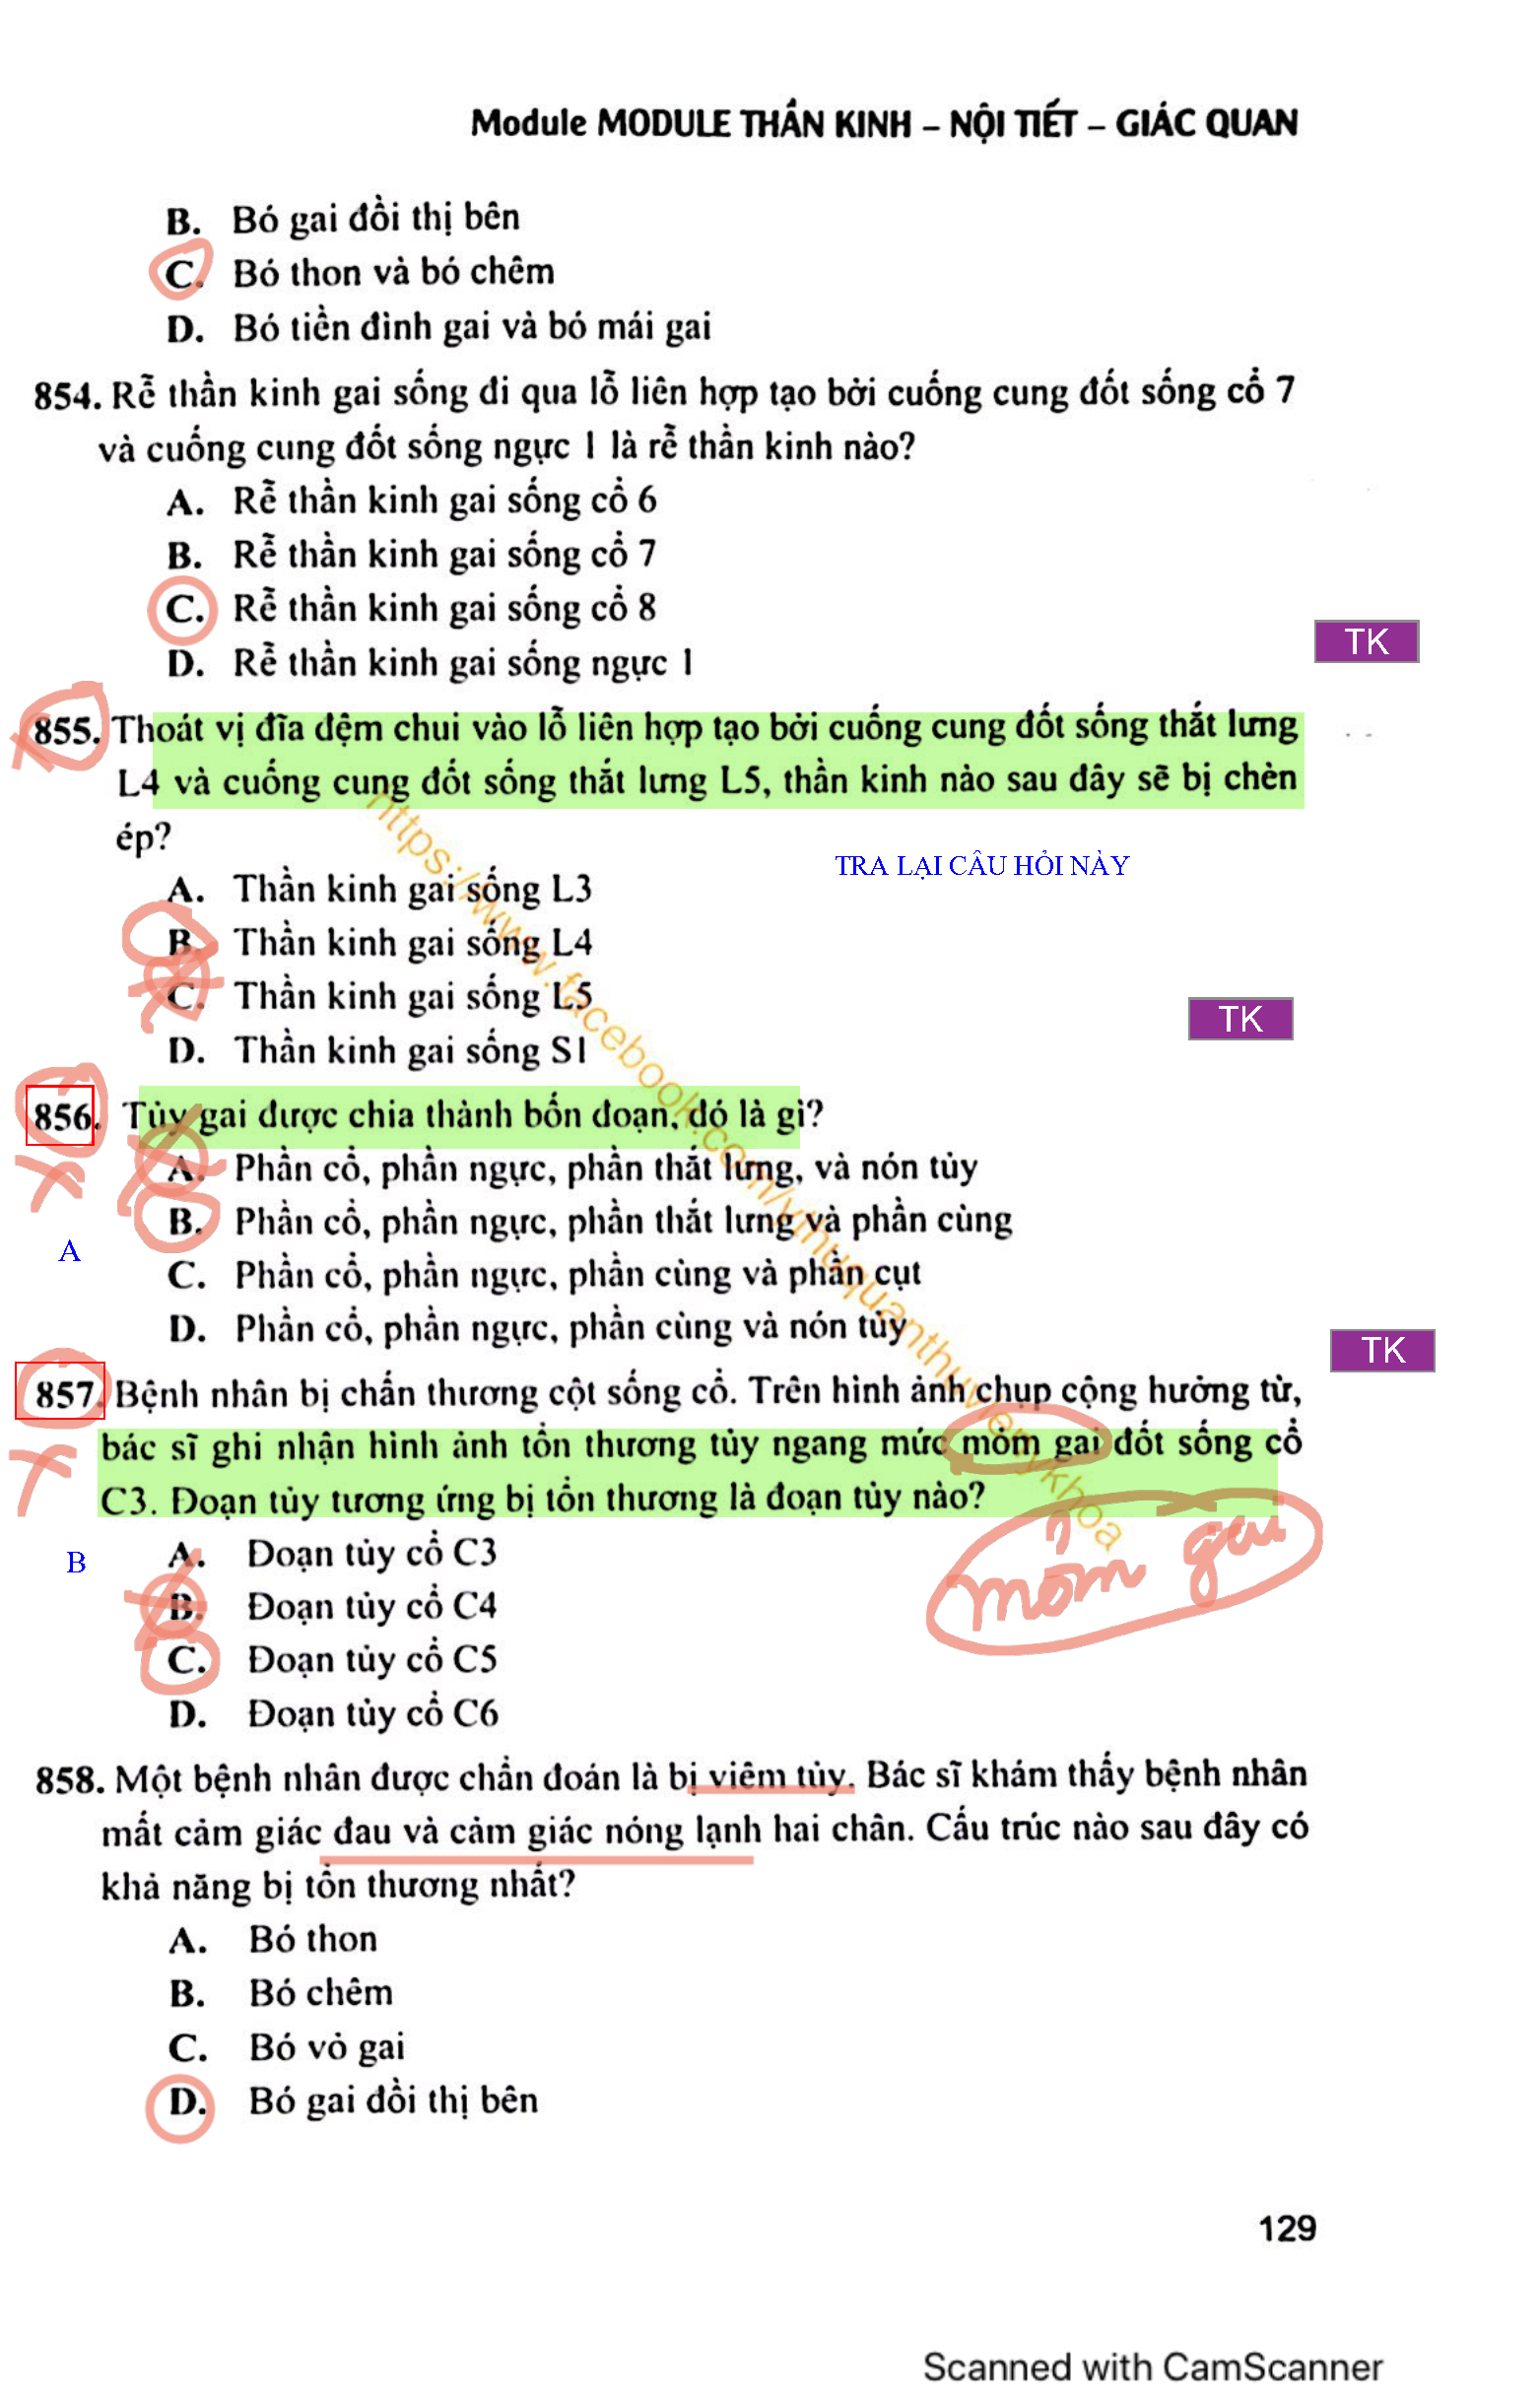 Module MODULE THẦN KINH – NỘI TIẾT – GIÁC QUAN
B. Bó gai đồi thị bên
C. Bó thon và bó chêm
D. Bó tiền đình gai và bó mái gai
854. Rễ thần kinh gai sống đi qua lỗ liên hợp tạo bởi cuống cung đốt sống cổ 7
và cuống cung đốt sống ngực 1 là rễ thần kinh nào?
A. Rễ thần kinh gai sống cổ 6
B. Rễ thần kinh gai sống cổ 7
C. Rễ thần kinh gai sống cổ 8
TK
D. Rễ thần kinh gai sống ngực 1
855. Thoát vị đĩa đệm chui vào lỗ liên hợp tạo bởi cuống cung đốt sống thắt lưng
L4 và cuống cung đốt sống thắt lưng L5, thần kinh nào sau đây sẽ bị chèn
ép?
TRA LẠI CÂU HỎI NÀY
A. Thần kinh gai sống L3
B. Thần kinh gai sống L4
C. Thần kinh gai sống L5
TK
D. Thần kinh gai sống S1
856. Tủy gai được chia thành bốn đoạn, đó là gì?
A. Phần cổ, phần ngực, phần thắt lưng, và nón tủy
B. Phần cổ, phần ngực, phần thắt lưng và phần cùng
A
C. Phần cổ, phần ngực, phần cùng và phần cụt
D. Phần cổ, phần ngực, phần cùng và nón tủy
TK
857. Bệnh nhân bị chấn thương cột sống cổ. Trên hình ảnh chụp cộng hưởng từ,
bác sĩ ghi nhận hình ảnh tổn thương tủy ngang mức mỏm gai đốt sống cổ
C3. Đoạn tủy tương ứng bị tổn thương là đoạn tủy nào?
mỏm gai
B
A. Đoạn tủy cổ C3
B. Đoạn tủy cổ C4
C. Đoạn tủy cổ C5
D. Đoạn tủy cổ C6
858. Một bệnh nhân được chẩn đoán là bị viêm tủy. Bác sĩ khám thấy bệnh nhân
mất cảm giác đau và cảm giác nóng lạnh hai chân. Cấu trúc nào sau đây có
khả năng bị tổn thương nhất?
A. Bó thon
B. Bó chêm
C. Bó vỏ gai
D. Bó gai đồi thị bên
https://www.facebook.com/yhuquanthuvienykhoa
129
Scanned with CamScanner